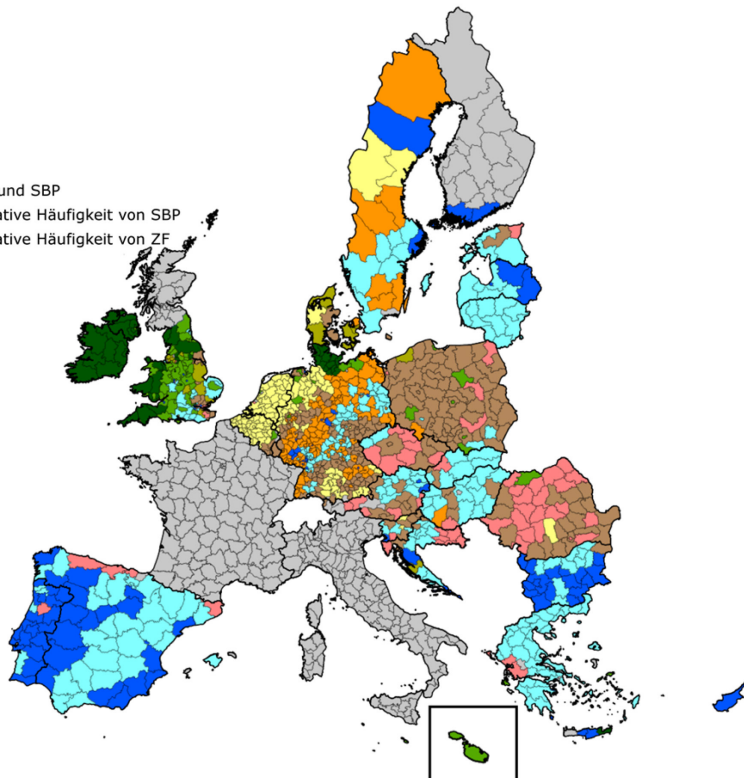 und SBP
ative Häufigkeit von SBP
ative Häufigkeit von ZF